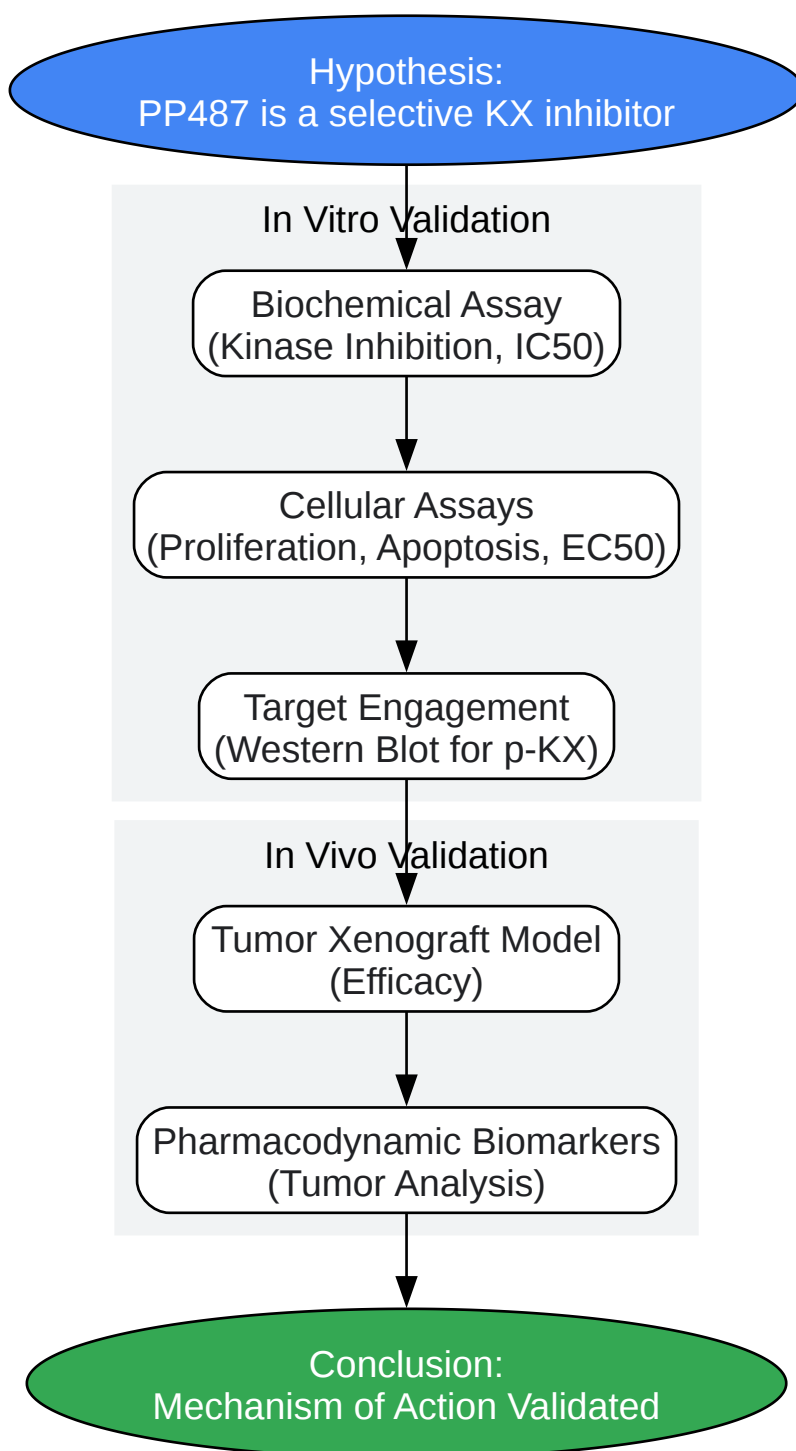 Hypothesis:
PP487 is a selective KX inhibitor
In Vitro Validation
Biochemical Assay
(Kinase Inhibition, IC50)
Cellular Assays
(Proliferation, Apoptosis, EC50)
Target Engagement
(Western Blot for p-KX)
In Vivo Validation
Tumor Xenograft Model
(Efficacy)
Pharmacodynamic Biomarkers
(Tumor Analysis)
Conclusion:
Mechanism of Action Validated